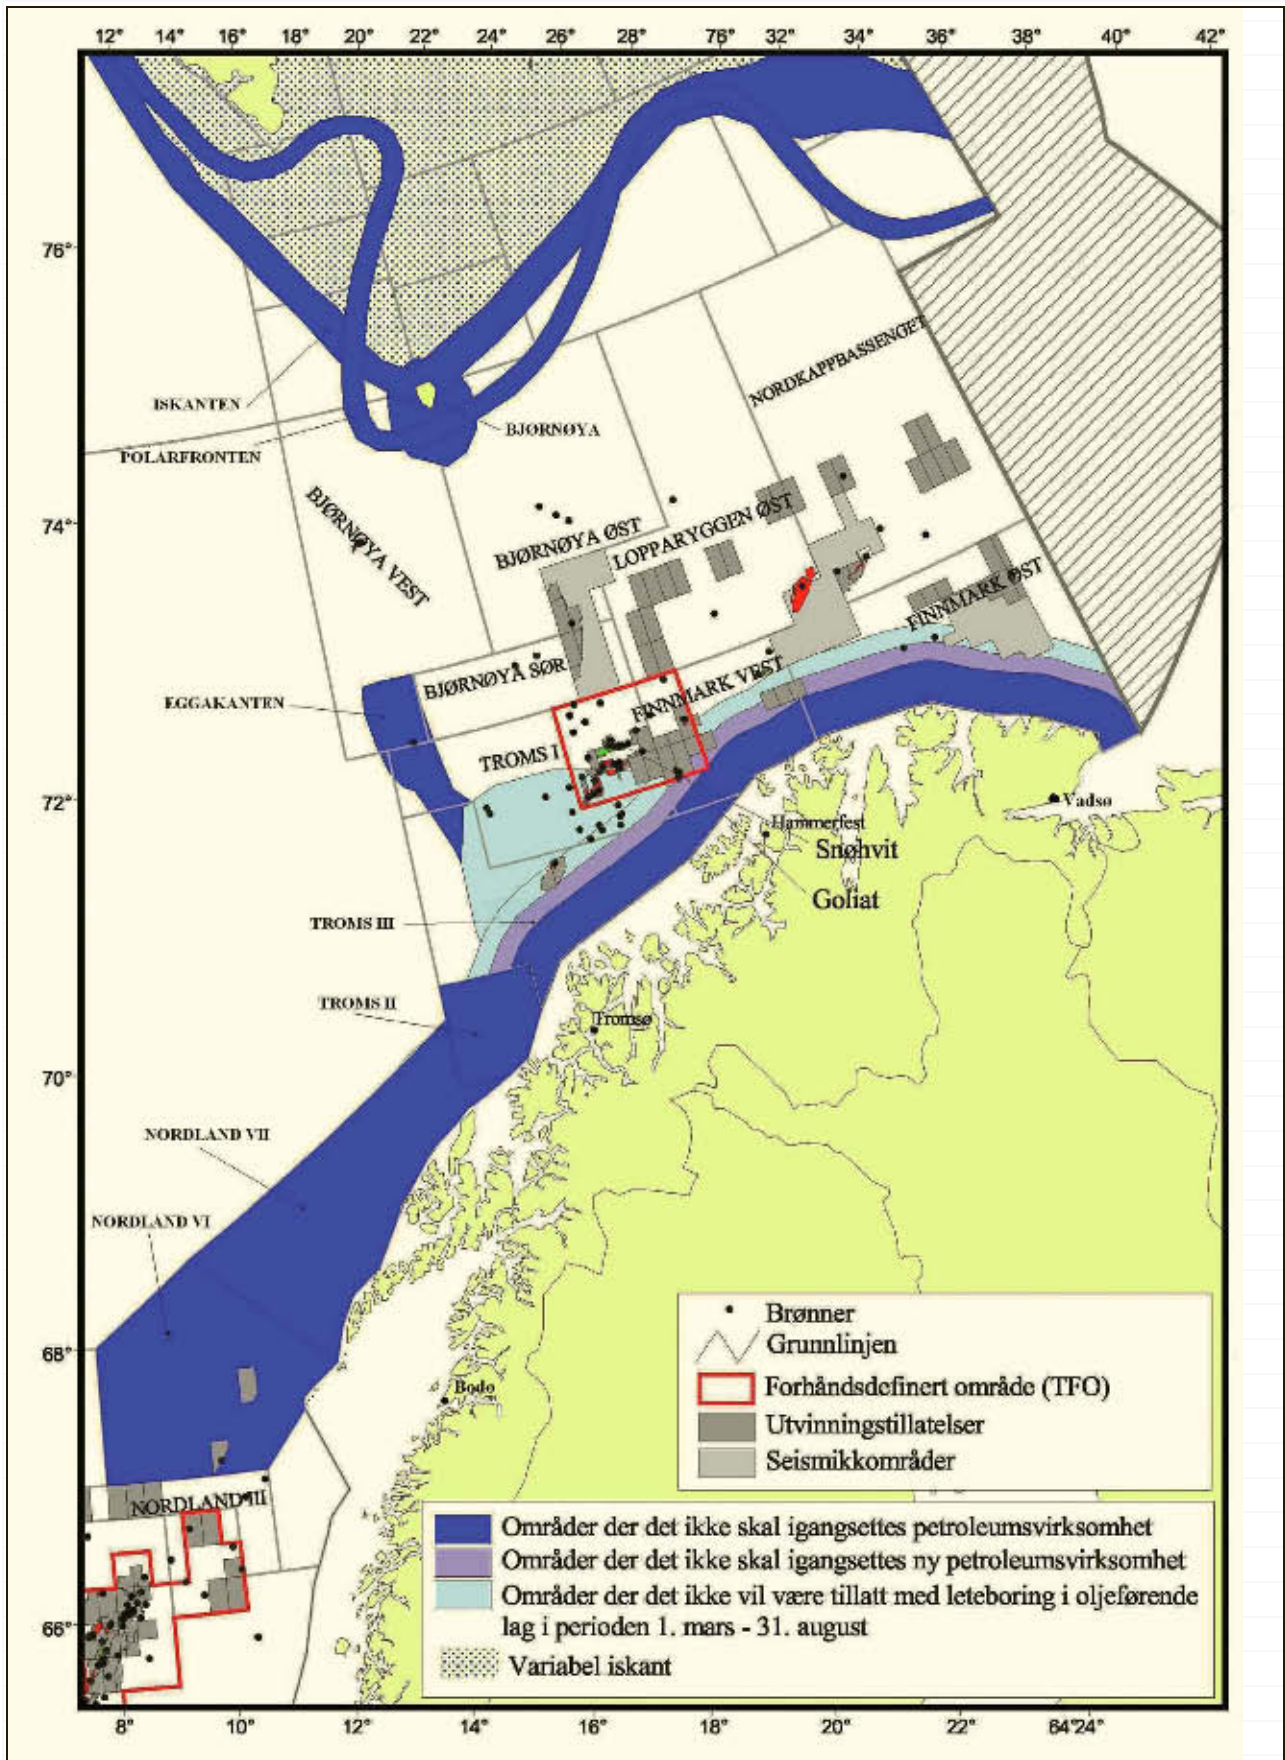 12° 14° 16° 18° 20° 22° 24° 26° 28° 76° 32° 34° 36° 38° 40° 42°
76°
NORDKAPPBASSENGET
ISKANTEN
BJØRNØYA
POLARFRONTEN
BJØRNØYA VEST
74°
BJØRNØYA ØST
LOPPARYGGEN ØST
FINNMARK ØST
BJØRNØYA SØR
FINNMARK VEST
EGGAKANTEN
TROMS I
72°
Vadsø
Hammerfest
Snøhvit
Goliat
TROMS III
TROMS II
Tromsø
70°
NORDLAND VII
NORDLAND VI
68°
Bodø
NORDLAND III
66°
Brønner
Grunnlinjen
Forhåndsdefinert område (TFO)
Utvinningstillatelser
Seismikkområder
Områder der det ikke skal igangsettes petroleumsvirksomhet
Områder der det ikke skal igangsettes ny petroleumsvirksomhet
Områder der det ikke vil være tillatt med leteboring i oljeførende
lag i perioden 1. mars - 31. august
Variabel iskant
8° 10° 12° 14° 16° 18° 20° 22° 64°24°